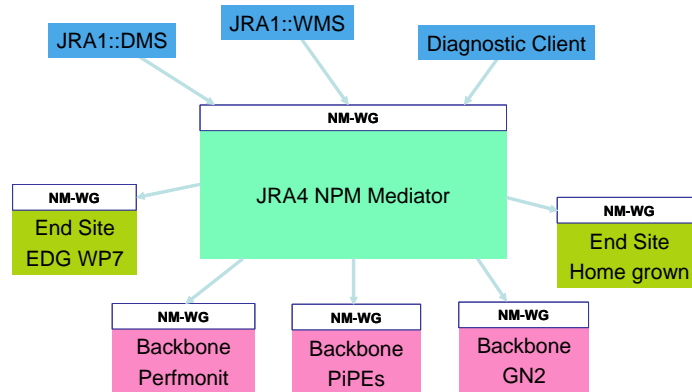 JRA1::DMS
JRA1::WMS
Diagnostic Client
NM-WG
JRA4 NPM Mediator
NM-WG
End Site
EDG WP7
NM-WG
End Site
Home grown
NM-WG
Backbone
Perfmonit
NM-WG
Backbone
PiPEs
NM-WG
Backbone
GN2